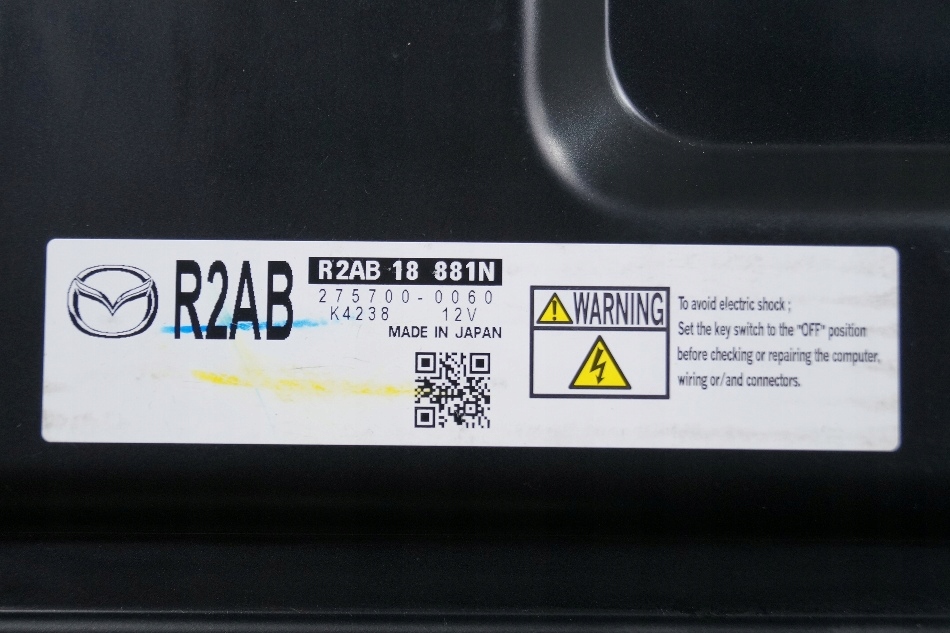 R2AB
R2AB 18 881N
275700-0060
K4238 12V
MADE IN JAPAN
WARNING
To avoid electric shock ;
Set the key switch to the "OFF" position
before checking or repairing the computer,
wiring or/and connectors.